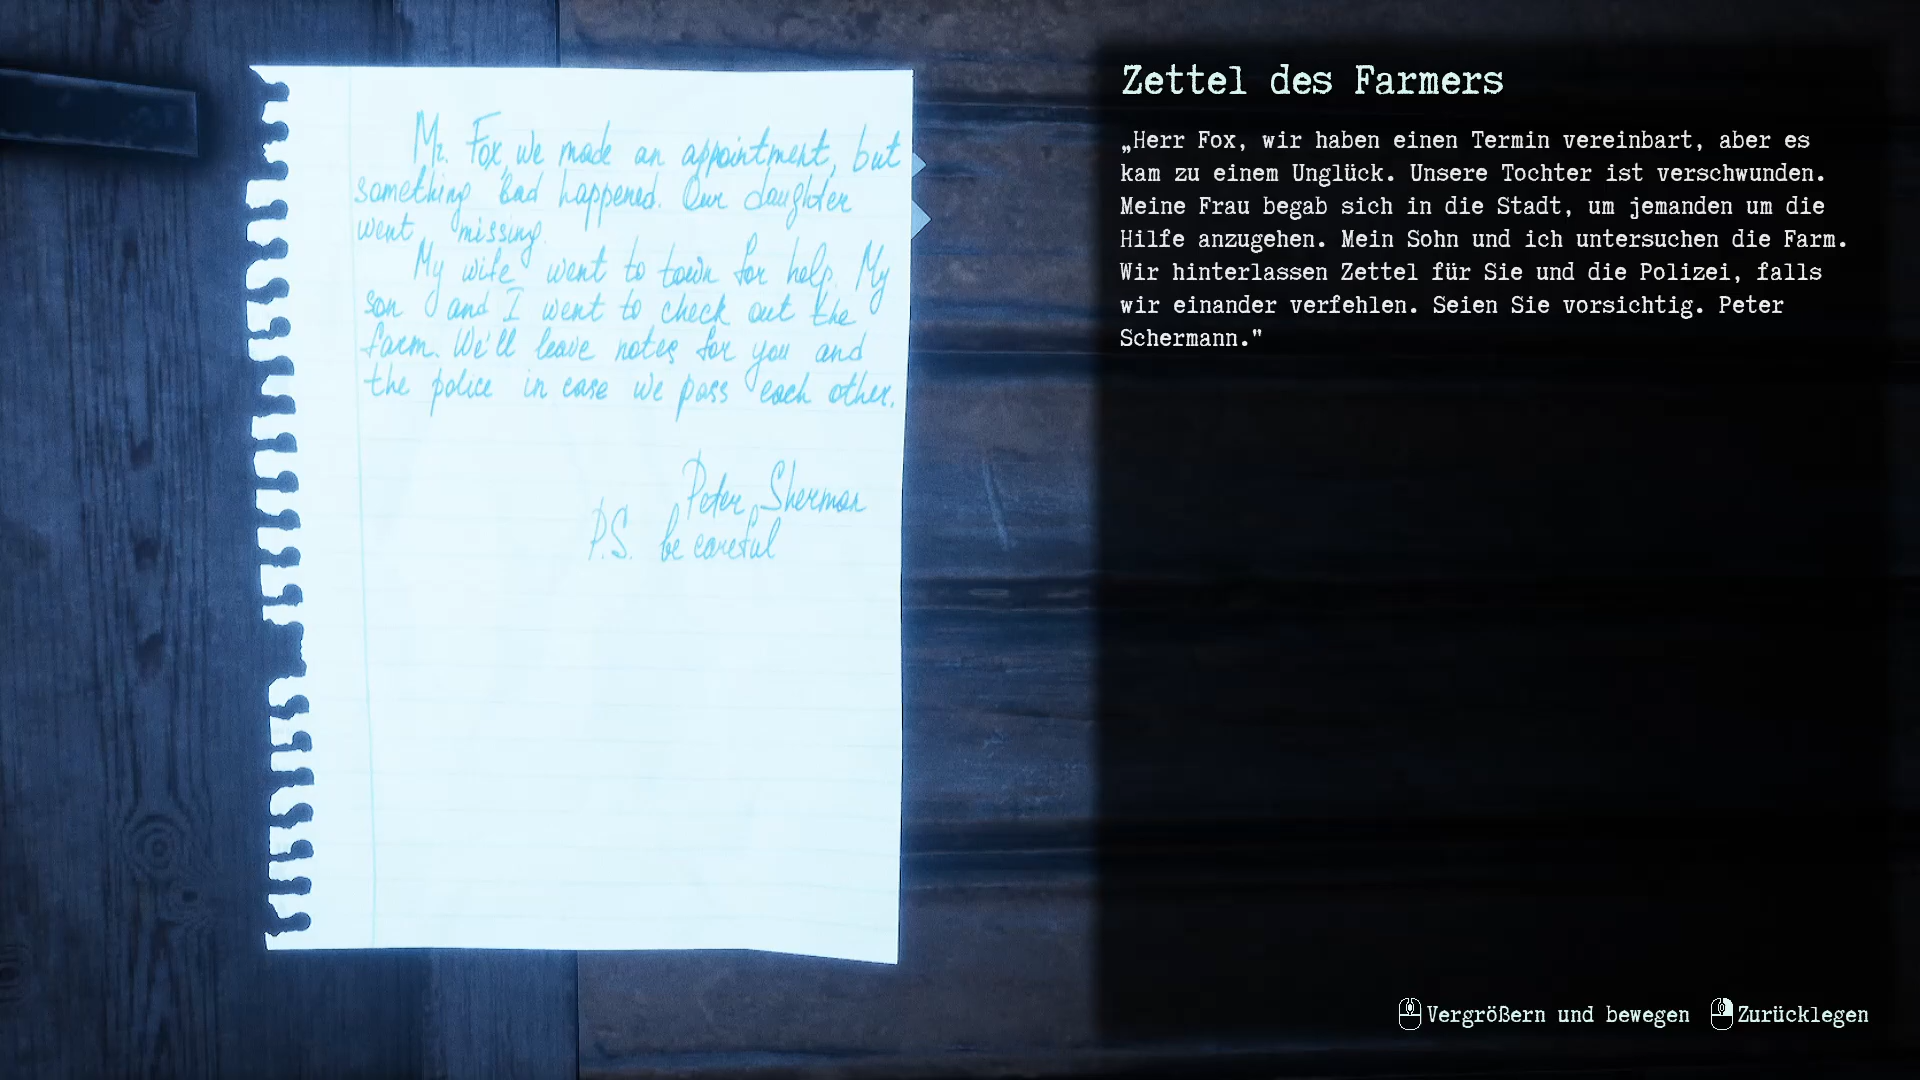 Mr. Fox, we made an appointment, but
something bad happened. Our daughter
went missing.
My wife went to town for help. My
son and I went to check out the
farm. We'll leave notes for you and
the police in case we pass each other.
Peter Sherman
P.S. be careful
Zettel des Farmers
„Herr Fox, wir haben einen Termin vereinbart, aber es
kam zu einem Unglück. Unsere Tochter ist verschwunden.
Meine Frau begab sich in die Stadt, um jemanden um die
Hilfe anzugehen. Mein Sohn und ich untersuchen die Farm.
Wir hinterlassen Zettel für Sie und die Polizei, falls
wir einander verfehlen. Seien Sie vorsichtig. Peter
Schermann."
Vergrößern und bewegen Zurücklegen